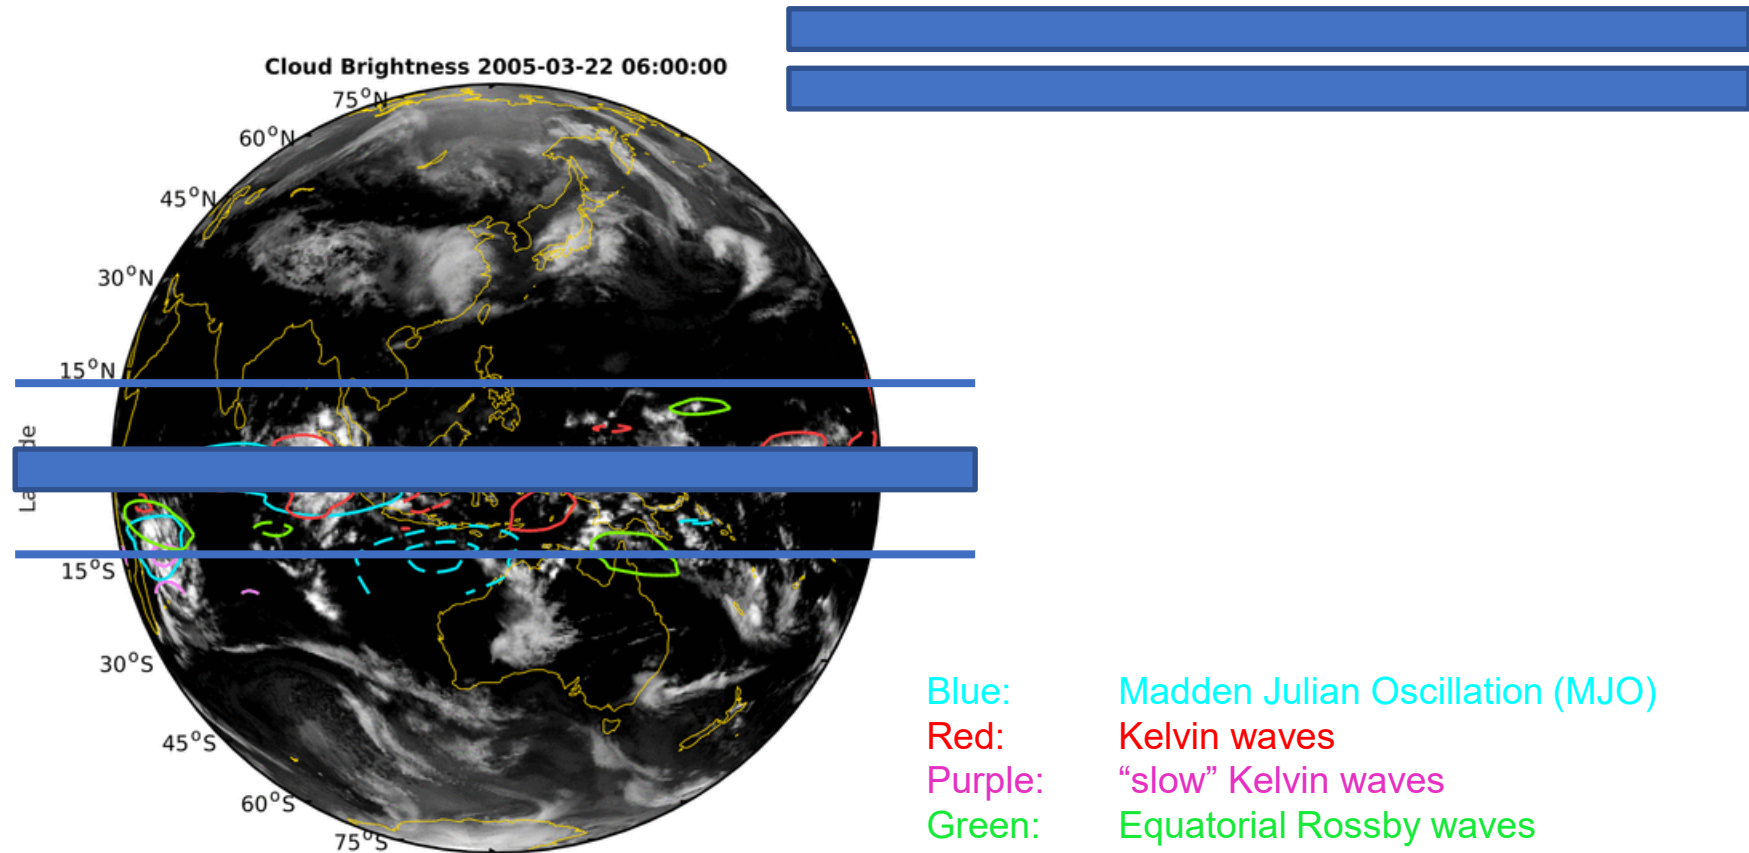 Cloud Brightness 2005-03-22 06:00:00
75°N
60°N
45°N
30°N
15°N
15°S
30°S
45°S
60°S
75°S
Blue: Madden Julian Oscillation (MJO)
Red: Kelvin waves
Purple: “slow” Kelvin waves
Green: Equatorial Rossby waves